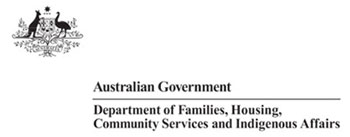 Australian Government
Department of Families, Housing,
Community Services and Indigenous Affairs